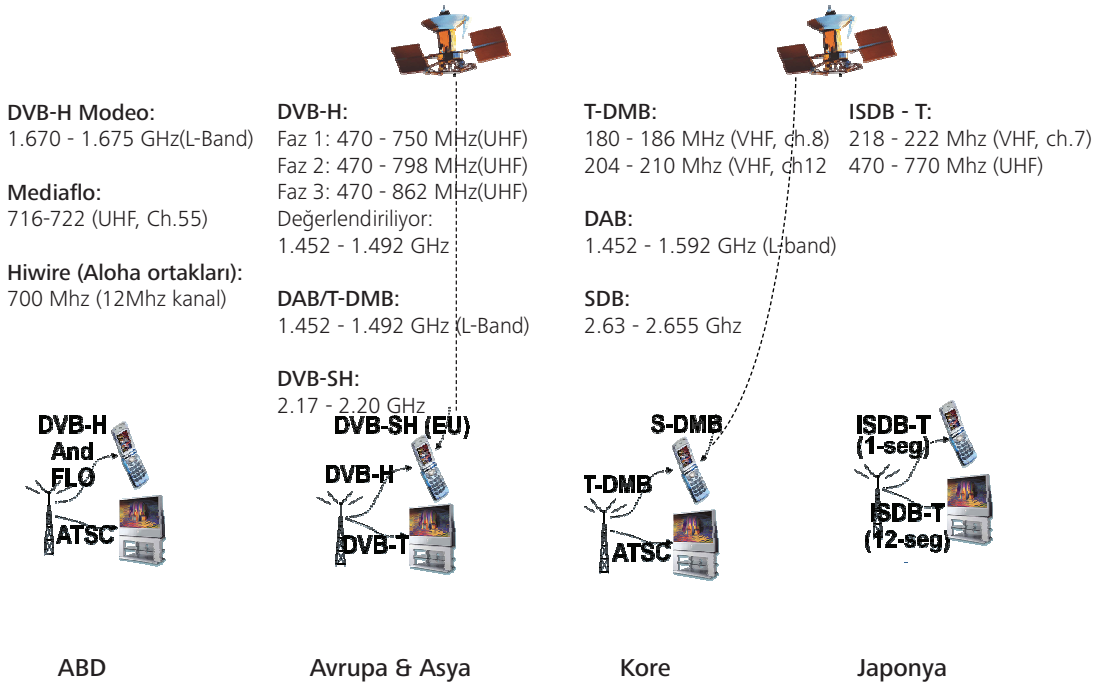 DVB-H Modeo:
1.670 - 1.675 GHz(L-Band)
Mediaflo:
716-722 (UHF, Ch.55)
Hiwire (Aloha ortakları):
700 Mhz (12Mhz kanal)
DVB-H:
Faz 1: 470 - 750 MHz(UHF)
Faz 2: 470 - 798 MHz(UHF)
Faz 3: 470 - 862 MHz(UHF)
Değerlendiriliyor:
1.452 - 1.492 GHz
DAB/T-DMB:
1.452 - 1.492 GHz (L-Band)
DVB-SH:
2.17 - 2.20 GHz
T-DMB:
180 - 186 MHz (VHF, ch.8)
204 - 210 Mhz (VHF, ch12
DAB:
1.452 - 1.592 GHz (L-band)
SDB:
2.63 - 2.655 Ghz
ISDB - T:
218 - 222 Mhz (VHF, ch.7)
470 - 770 Mhz (UHF)
DVB-H
And
FLO
ATSC
DVB-SH (EU)
DVB-H
DVB-T
S-DMB
T-DMB
ATSC
ISDB-T
(1-seg)
ISDB-T
(12-seg)
ABD
Avrupa & Asya
Kore
Japonya